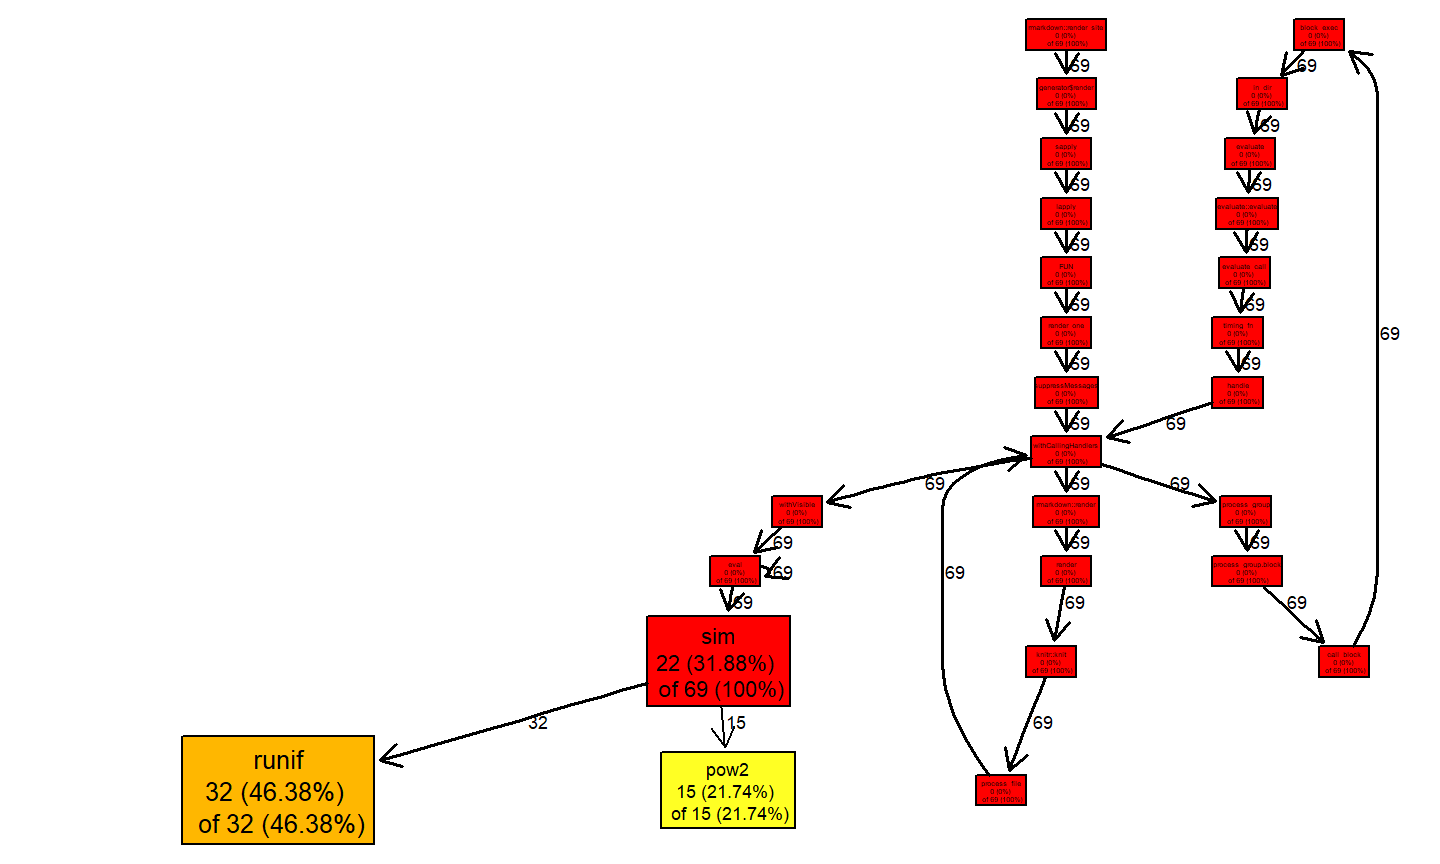 rmarkdown::render_site
0 (0%)
of 69 (100%)
69
generator$render
0 (0%)
of 69 (100%)
69
sapply
0 (0%)
of 69 (100%)
69
lapply
0 (0%)
of 69 (100%)
69
FUN
0 (0%)
of 69 (100%)
69
render_one
0 (0%)
of 69 (100%)
69
suppressMessages
0 (0%)
of 69 (100%)
69
withCallingHandlers
0 (0%)
of 69 (100%)
69
block_exec
0 (0%)
of 69 (100%)
69
in_dir
0 (0%)
of 69 (100%)
69
evaluate
0 (0%)
of 69 (100%)
69
evaluate::evaluate
0 (0%)
of 69 (100%)
69
evaluate_call
0 (0%)
of 69 (100%)
69
timing_fn
0 (0%)
of 69 (100%)
69
handle
0 (0%)
of 69 (100%)
69
69
69
withVisible
0 (0%)
of 69 (100%)
69
eval
0 (0%)
of 69 (100%)
69
69
rmarkdown::render
0 (0%)
of 69 (100%)
69
render
0 (0%)
of 69 (100%)
69
knitr::knit
0 (0%)
of 69 (100%)
69
process_file
0 (0%)
of 69 (100%)
69
process_group
0 (0%)
of 69 (100%)
69
process_group.block
0 (0%)
of 69 (100%)
69
call_block
0 (0%)
of 69 (100%)
69
sim
22 (31.88%)
of 69 (100%)
32
15
runif
32 (46.38%)
of 32 (46.38%)
pow2
15 (21.74%)
of 15 (21.74%)